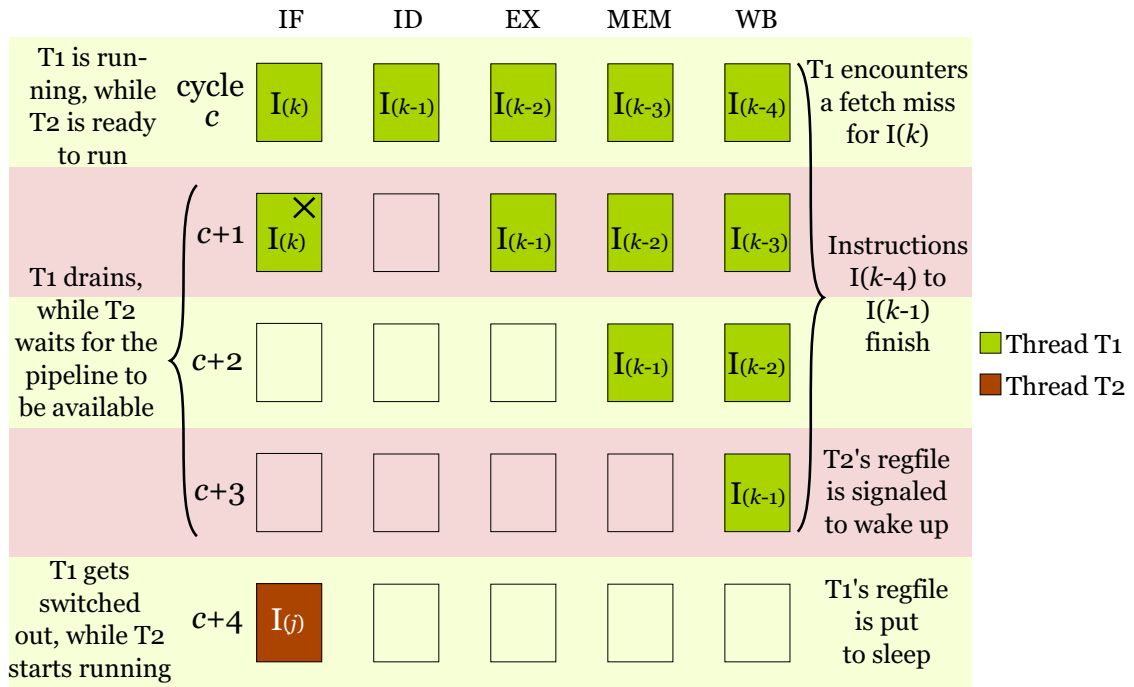 IF ID EX MEM WB
T1 is run-
ning, while
T2 is ready
to run
cycle
c
I(k) I(k-1) I(k-2) I(k-3) I(k-4)
T1 encounters
a fetch miss
for I(k)
c+1
I(k) I(k-1) I(k-2) I(k-3)
T1 drains,
while T2
waits for the
pipeline to
be available
Instructions
I(k-4) to
I(k-1)
finish
c+2
I(k-1) I(k-2)
Thread T1
Thread T2
c+3
I(k-1)
T2's regfile
is signaled
to wake up
T1 gets
switched
out, while T2
starts running
c+4
I(j)
T1's regfile
is put
to sleep